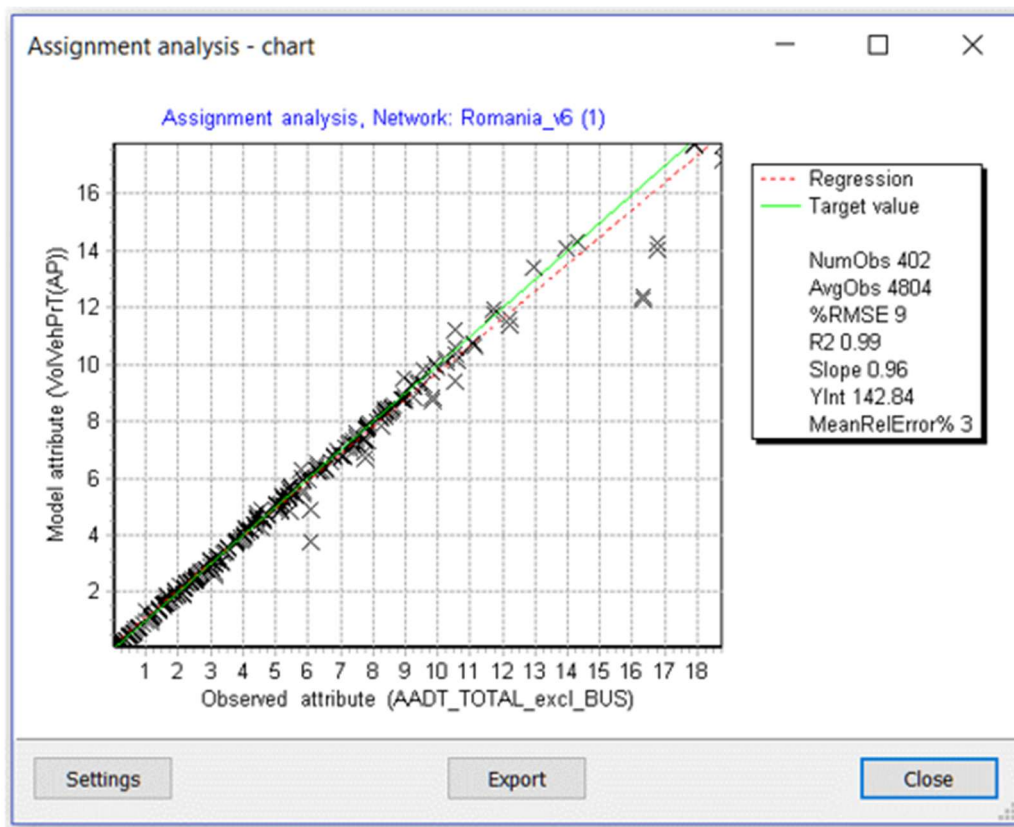 Assignment analysis - chart
Assignment analysis, Network: Romania_v6 (1)
Model attribute (VolVehPrT(AP))
16
14
12
10
8
6
4
2
1 2 3 4 5 6 7 8 9 10 11 12 13 14 15 16 17 18
Observed attribute (AADT_TOTAL_excl_BUS)
Regression
Target value
NumObs 402
AvgObs 4804
%RMSE 9
R2 0.99
Slope 0.96
YInt 142.84
MeanRelError% 3
Settings
Export
Close